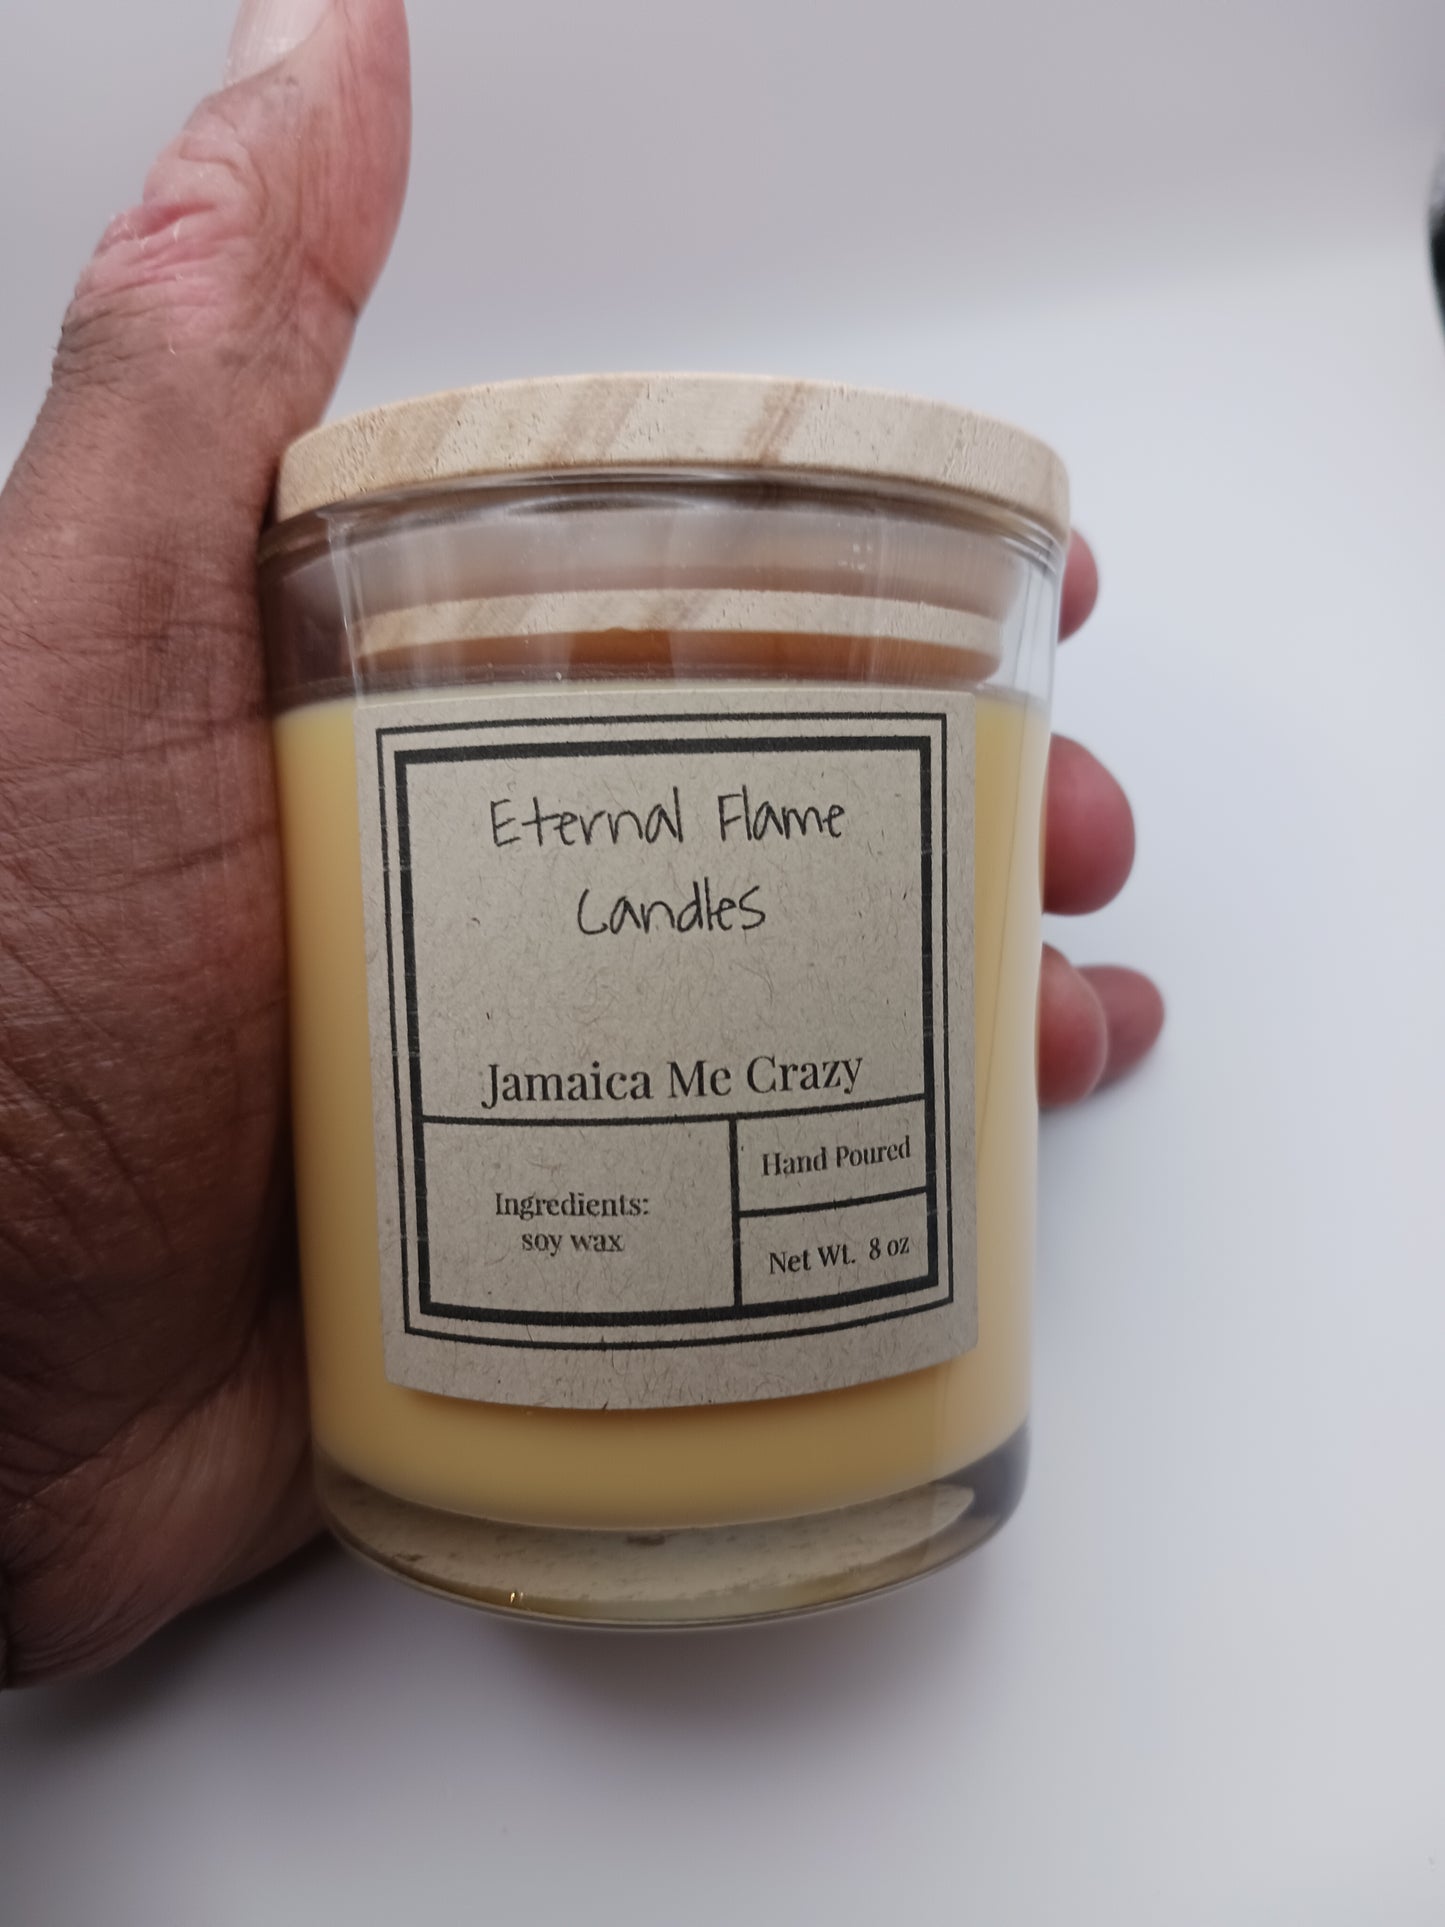 Eternal Flame
Candles
Jamaica Me Crazy
Ingredients:
soy wax
Hand Poured
Net Wt. 8 oz